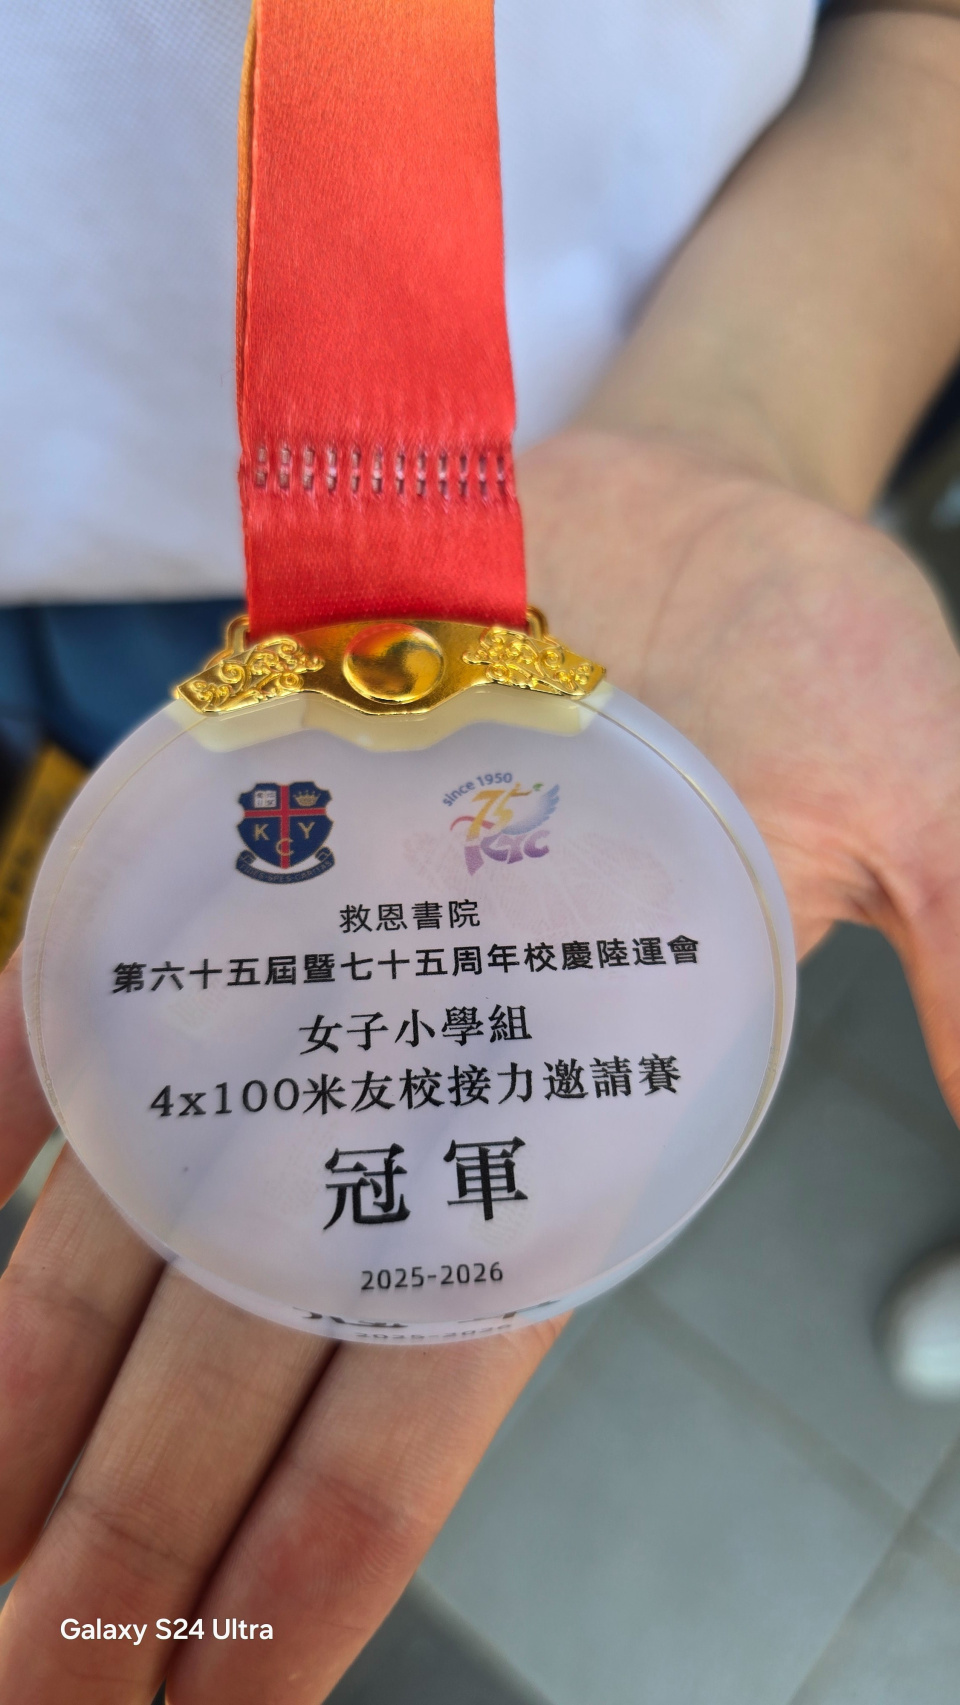 K Y
C
since 1950
75
KYC
救恩書院
第六十五屆暨七十五周年校慶陸運會
女子小學組
4x100米友校接力邀請賽
冠軍
2025-2026
2025-2026
Galaxy S24 Ultra